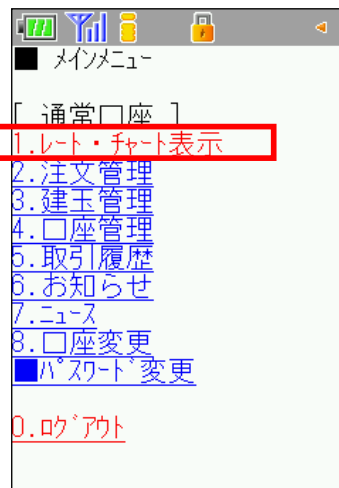 ■ ﾒｲﾝﾒﾆｭｰ
[ 通常口座 ]
1.ﾚｰﾄ・ﾁｬｰﾄ表示
2.注文管理
3.建玉管理
4.口座管理
5.取引履歴
6.お知らせ
7.ﾆｭｰｽ
8.口座変更
■ﾊﾟｽﾜｰﾄﾞ変更
0.ﾛｸﾞｱｳﾄ